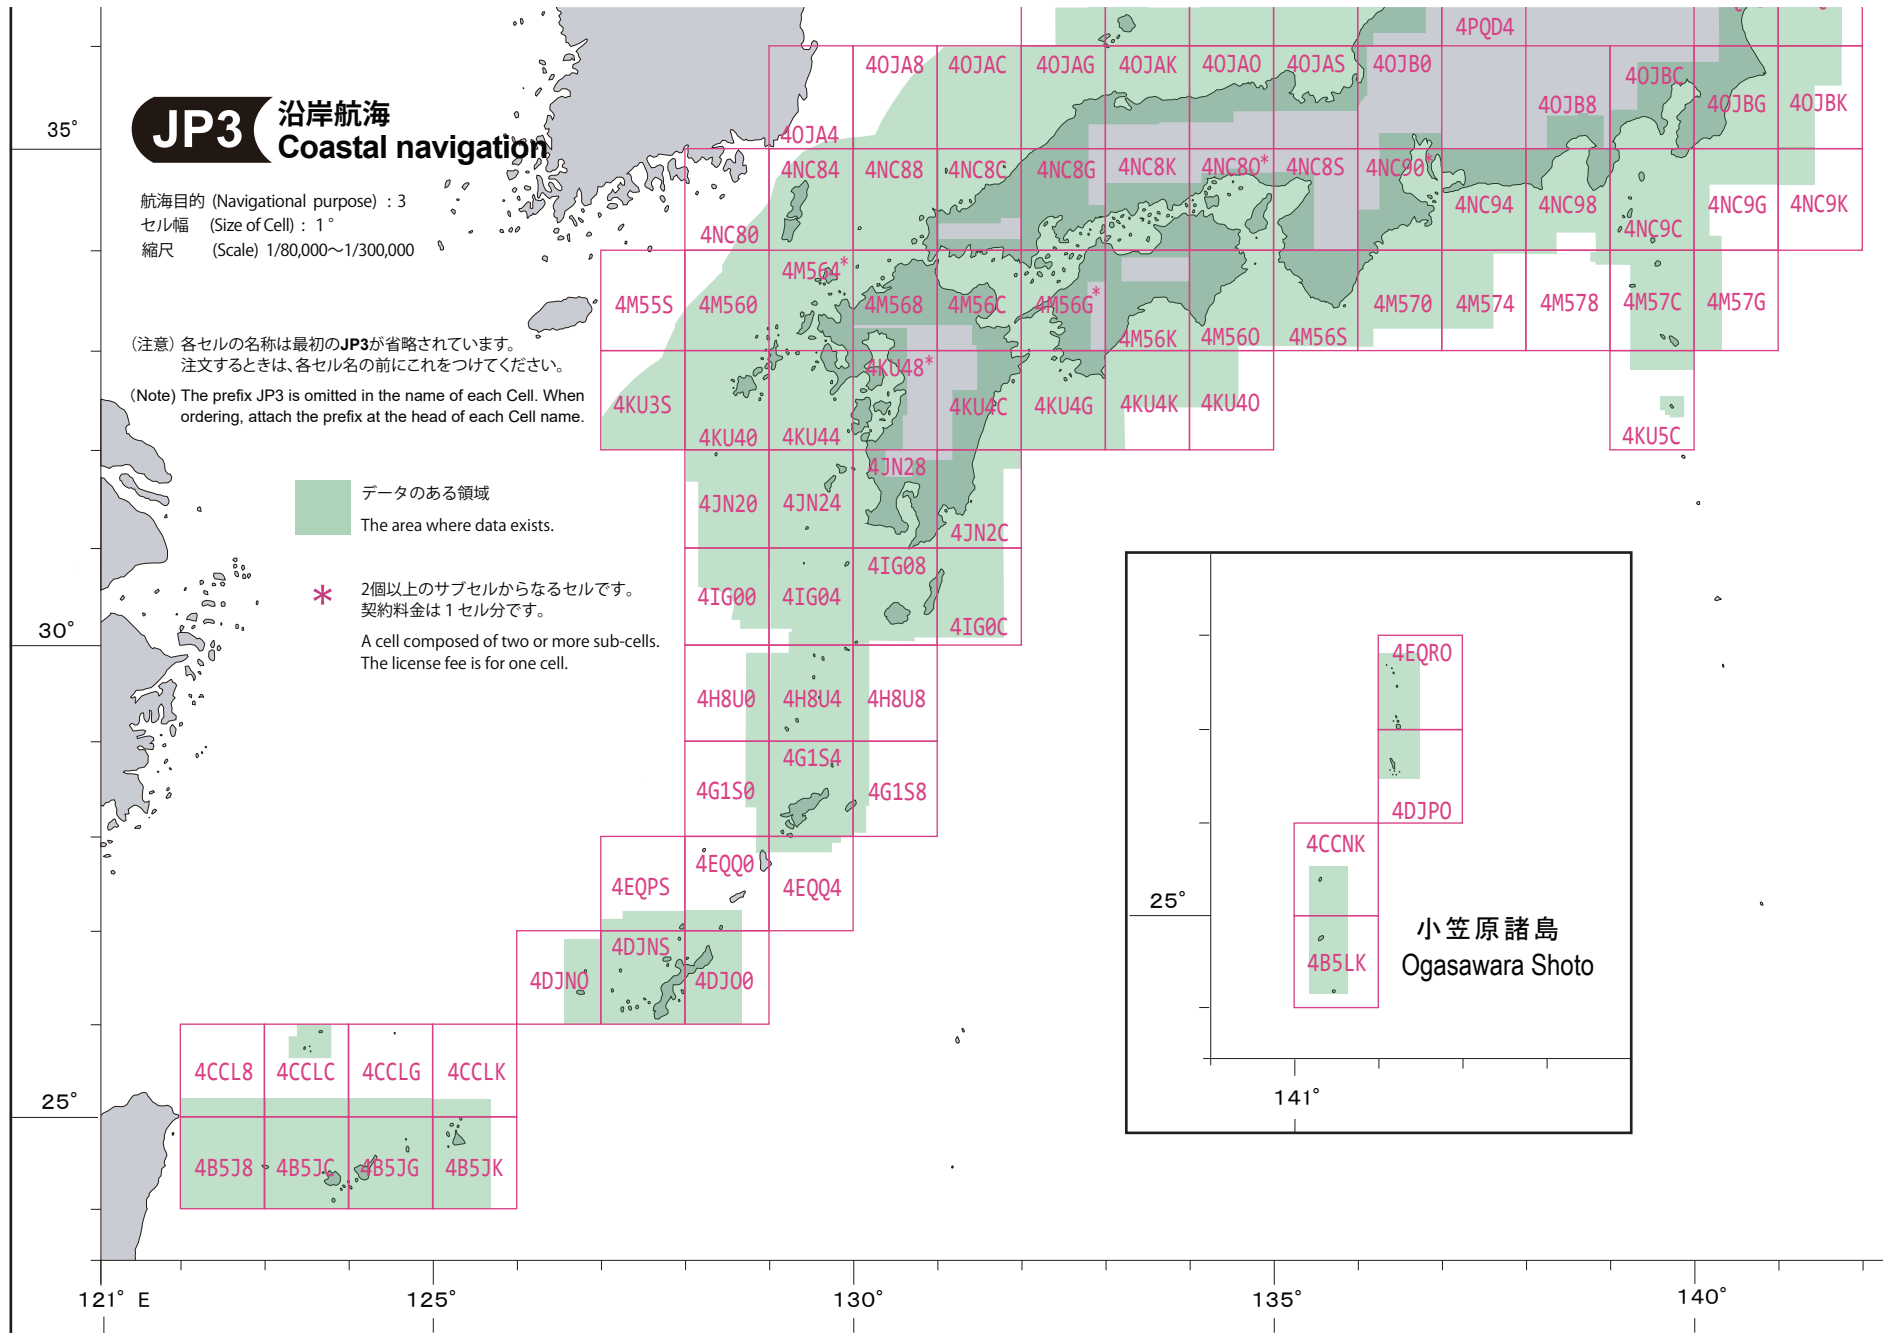 4PQD4
4OJA8 4OJAC 4OJAG 4OJAK 4OJAO 4OJAS 4OJB0
4OJBC
4OJB8 4OJBG 4OJBK
JP3
沿岸航海
Coastal navigation
35°
4OJA4
4NC84 4NC88 4NC8C 4NC8G 4NC8K 4NC8O* 4NC8S 4NC90*
航海目的 (Navigational purpose) : 3
セル幅 (Size of Cell) : 1°
縮尺 (Scale) 1/80,000～1/300,000
4NC94 4NC98 4NC9G 4NC9K
4NC80 4NC9C
4M564*
4M55S 4M560 4M568 4M56C 4M56G* 4M570 4M574 4M578 4M57C 4M57G
4M56K 4M56O 4M56S
（注意）各セルの名称は最初のJP3が省略されています。
注文するときは、各セル名の前にこれをつけてください。
(Note) The prefix JP3 is omitted in the name of each Cell. When
ordering, attach the prefix at the head of each Cell name.
4KU48*
4KU3S 4KU4C 4KU4G 4KU4K 4KU4O
4KU40 4KU44 4KU5C
4JN28
データのある領域
The area where data exists.
4JN20 4JN24
4JN2C
4IG08
＊ 2個以上のサブセルからなるセルです。
契約料金は１セル分です。
A cell composed of two or more sub-cells.
The license fee is for one cell.
4IG00 4IG04
4IG0C
30°
4H8U0 4H8U4 4H8U8
4G1S4
4G1S0 4G1S8
4EQQ0
4EQPS 4EQQ4
4DJNS
4DJNO 4DJO0
4CCL8 4CCLC 4CCLG 4CCLK
25°
4B5J8 4B5JC 4B5JG 4B5JK
4EQRO
4DJPO
4CCNK
25°
小笠原諸島
Ogasawara Shoto
4B5LK
141°
121° E 125° 130° 135° 140°